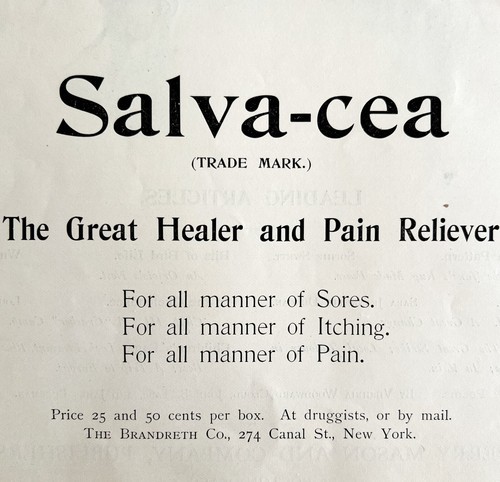 Salva-cea
(TRADE MARK.)
The Great Healer and Pain Reliever
For all manner of Sores.
For all manner of Itching.
For all manner of Pain.
Price 25 and 50 cents per box. At druggists, or by mail.
THE BRANDRETH CO., 274 Canal St., New York.